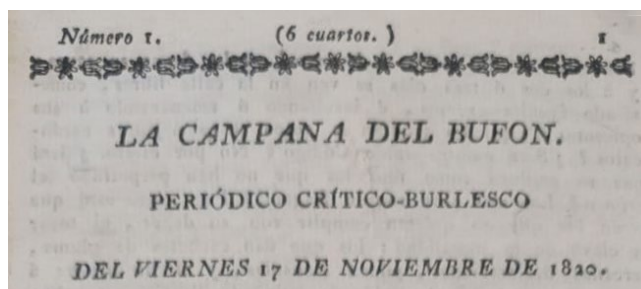 Número 1. (6 cuartos.) 1
LA CAMPANA DEL BUFON.
PERIÓDICO CRÍTICO-BURLESCO
DEL VIERNES 17 DE NOVIEMBRE DE 1820.